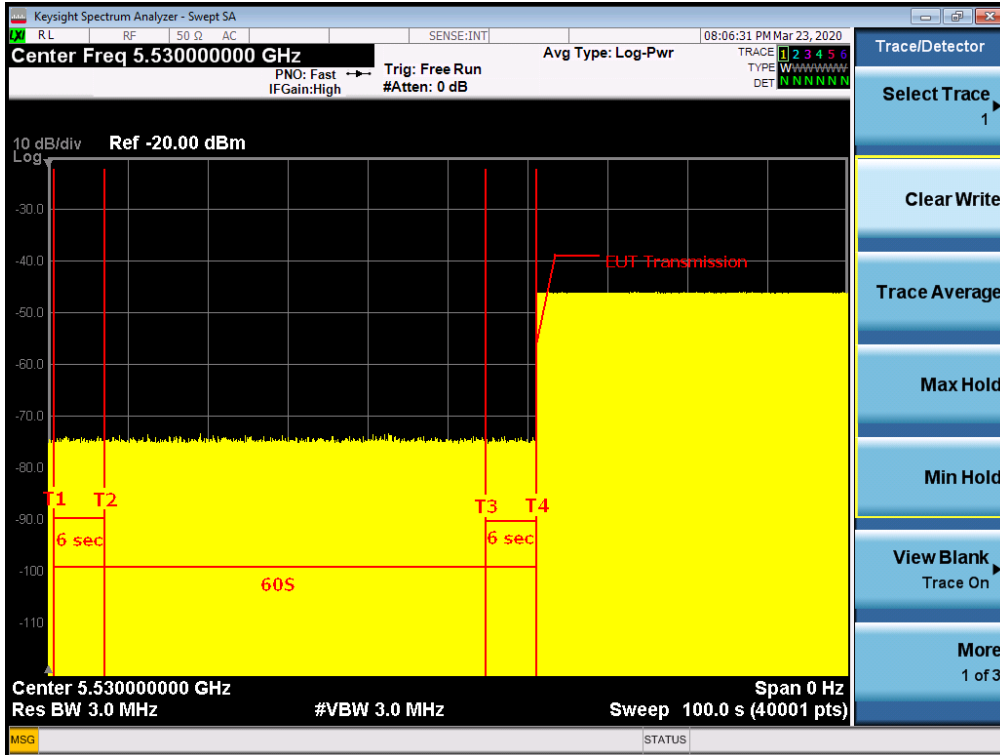 Keysight Spectrum Analyzer - Swept SA
LXI RL RF 50 Ω AC SENSE:INT 08:06:31 PM Mar 23, 2020
Center Freq 5.530000000 GHz
PNO: Fast
IFGain:High
Trig: Free Run
#Atten: 0 dB
Avg Type: Log-Pwr
TRACE 1 2 3 4 5 6
TYPE WWWWWW
DET N N N N N N
10 dB/div Ref -20.00 dBm
Log
-30.0
-40.0
-50.0
-60.0
-70.0
-80.0
-90.0
-100
-110
EUT Transmission
T1 T2 T3 T4
6 sec 6 sec
60S
Center 5.530000000 GHz Span 0 Hz
Res BW 3.0 MHz #VBW 3.0 MHz Sweep 100.0 s (40001 pts)
MSG STATUS
Trace/Detector
Select Trace
1
Clear Write
Trace Average
Max Hold
Min Hold
View Blank
Trace On
More
1 of 3